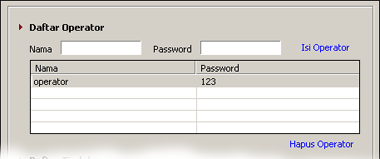 Daftar Operator
Nama Password Isi Operator
Nama Password
operator 123
Hapus Operator